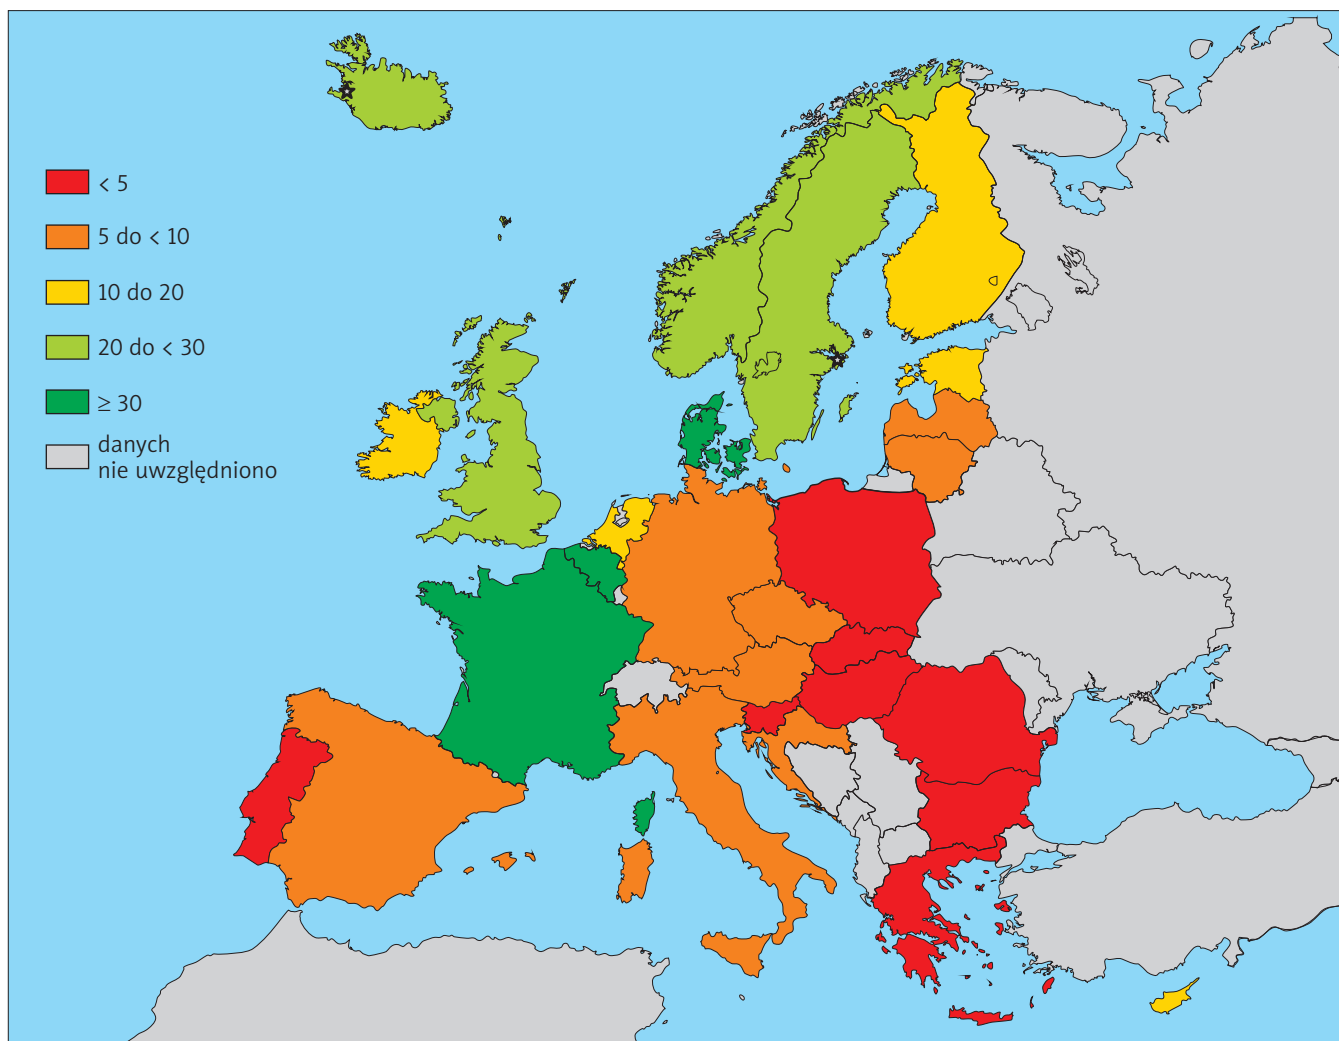 < 5
5 do < 10
10 do 20
20 do < 30
≥ 30
danych
nie uwzględniono